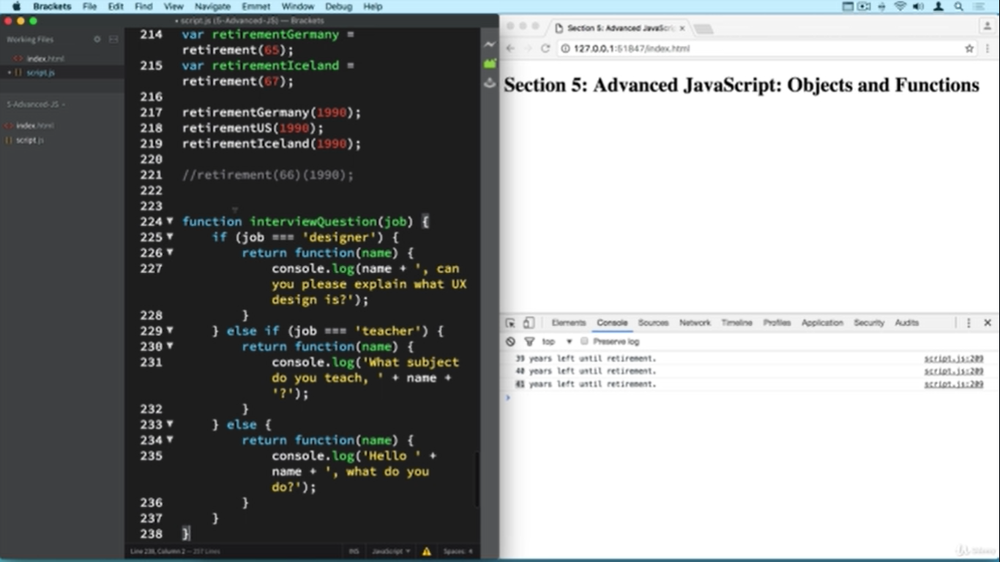 Brackets File Edit Find View Navigate Emmet Window Debug Help
• script.js (5-Advanced-JS) — Brackets
Working Files
<> index.html
• {} script.js
5-Advanced-JS
<> index.html
{} script.js
214 var retirementGermany =
retirement(65);
215 var retirementIceland =
retirement(67);
216
217 retirementGermany(1990);
218 retirementUS(1990);
219 retirementIceland(1990);
220
221 //retirement(66)(1990);
222
223
224 function interviewQuestion(job) {
225 if (job === 'designer') {
226 return function(name) {
227 console.log(name + ', can
you please explain what UX
design is?');
228 }
229 } else if (job === 'teacher') {
230 return function(name) {
231 console.log('What subject
do you teach, ' + name +
'?');
232 }
233 } else {
234 return function(name) {
235 console.log('Hello ' +
name + ', what do you
do?');
236 }
237 }
238 }
Line 238, Column 2 — 257 Lines
INS JavaScript Spaces: 4
Section 5: Advanced JavaScri
127.0.0.1:51847/index.html
Section 5: Advanced JavaScript: Objects and Functions
Elements Console Sources Network Timeline Profiles Application Security Audits
top Preserve log
39 years left until retirement. script.js:209
40 years left until retirement. script.js:209
41 years left until retirement. script.js:209
Udemy